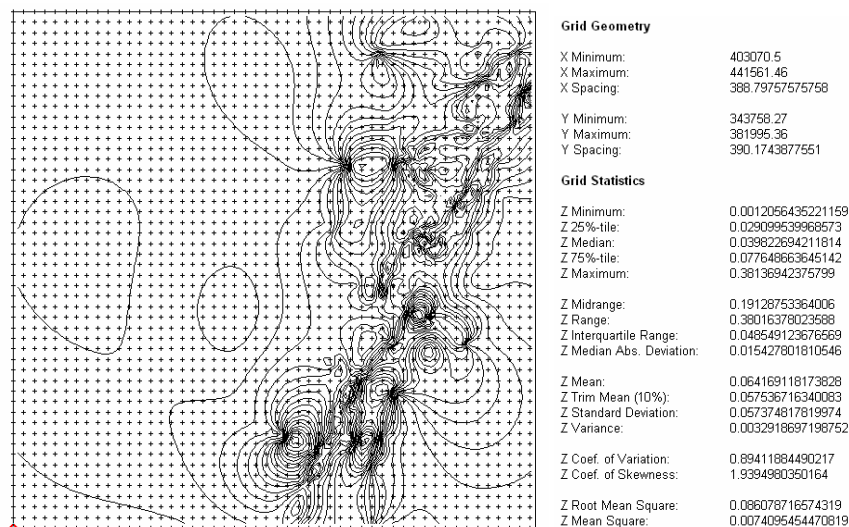 Grid Geometry
X Minimum: 403070.5
X Maximum: 441561.46
X Spacing: 388.79757575758
Y Minimum: 343758.27
Y Maximum: 381995.36
Y Spacing: 390.1743877551
Grid Statistics
Z Minimum: 0.0012056435221159
Z 25%-tile: 0.029099539968573
Z Median: 0.039822694211814
Z 75%-tile: 0.077648663645142
Z Maximum: 0.38136942375799
Z Midrange: 0.19128753364006
Z Range: 0.38016378023588
Z Interquartile Range: 0.048549123676569
Z Median Abs. Deviation: 0.015427801810546
Z Mean: 0.064169118173828
Z Trim Mean (10%): 0.057536716340083
Z Standard Deviation: 0.057374817819974
Z Variance: 0.0032918697198752
Z Coef. of Variation: 0.89411884490217
Z Coef. of Skewness: 1.9394980350164
Z Root Mean Square: 0.086078716574319
Z Mean Square: 0.0074095454470819